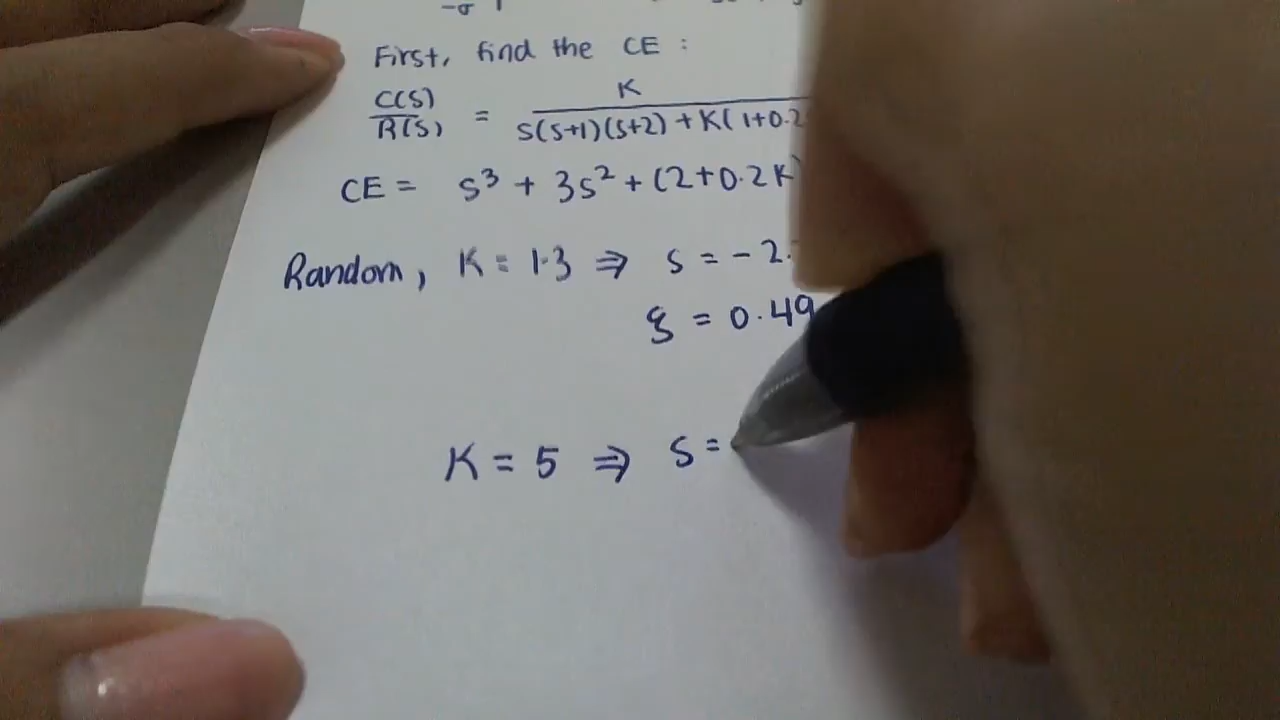 -σ
First, find the CE :
C(S)/R(S) = K/S(S+1)(S+2) + K(1+0.2
CE = S³ + 3S² + (2+0.2K)
Random, K = 1.3 ⇒ S = -2.
ξ = 0.49
K = 5 ⇒ S =